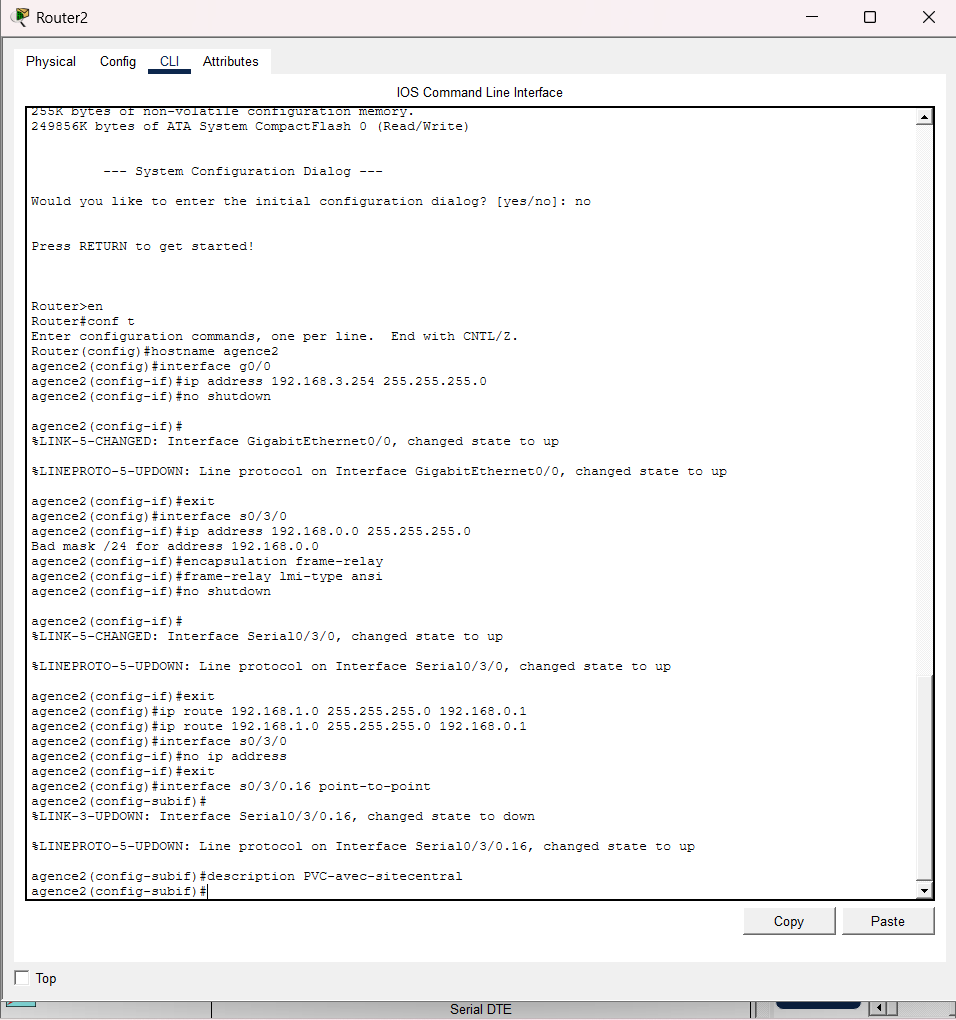 Router2
Physical Config CLI Attributes
IOS Command Line Interface
255K bytes of non-volatile configuration memory.
249856K bytes of ATA System CompactFlash 0 (Read/Write)
--- System Configuration Dialog ---
Would you like to enter the initial configuration dialog? [yes/no]: no
Press RETURN to get started!
Router>en
Router#conf t
Enter configuration commands, one per line.  End with CNTL/Z.
Router(config)#hostname agence2
agence2(config)#interface g0/0
agence2(config-if)#ip address 192.168.3.254 255.255.255.0
agence2(config-if)#no shutdown
agence2(config-if)#
%LINK-5-CHANGED: Interface GigabitEthernet0/0, changed state to up
%LINEPROTO-5-UPDOWN: Line protocol on Interface GigabitEthernet0/0, changed state to up
agence2(config-if)#exit
agence2(config)#interface s0/3/0
agence2(config-if)#ip address 192.168.0.0 255.255.255.0
Bad mask /24 for address 192.168.0.0
agence2(config-if)#encapsulation frame-relay
agence2(config-if)#frame-relay lmi-type ansi
agence2(config-if)#no shutdown
agence2(config-if)#
%LINK-5-CHANGED: Interface Serial0/3/0, changed state to up
%LINEPROTO-5-UPDOWN: Line protocol on Interface Serial0/3/0, changed state to up
agence2(config-if)#exit
agence2(config)#ip route 192.168.1.0 255.255.255.0 192.168.0.1
agence2(config)#ip route 192.168.1.0 255.255.255.0 192.168.0.1
agence2(config)#interface s0/3/0
agence2(config-if)#no ip address
agence2(config-if)#exit
agence2(config)#interface s0/3/0.16 point-to-point
agence2(config-subif)#
%LINK-3-UPDOWN: Interface Serial0/3/0.16, changed state to down
%LINEPROTO-5-UPDOWN: Line protocol on Interface Serial0/3/0.16, changed state to up
agence2(config-subif)#description PVC-avec-sitecentral
agence2(config-subif)#
Copy Paste
Top
Serial DTE